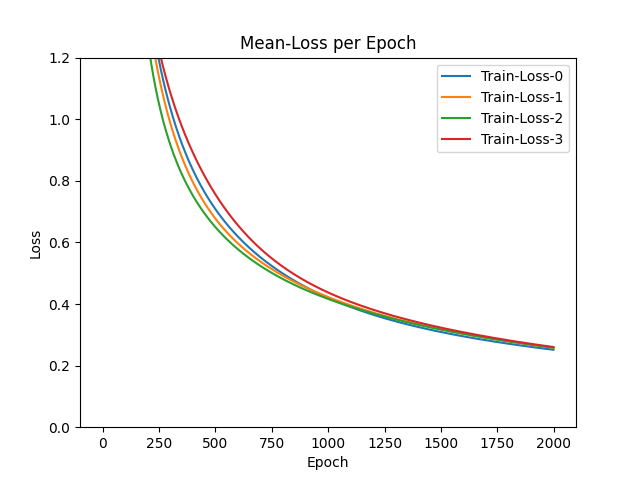 Mean-Loss per Epoch
Train-Loss-0
Train-Loss-1
Train-Loss-2
Train-Loss-3
1.2
1.0
0.8
0.6
0.4
0.2
0.0
Loss
0 250 500 750 1000 1250 1500 1750 2000
Epoch